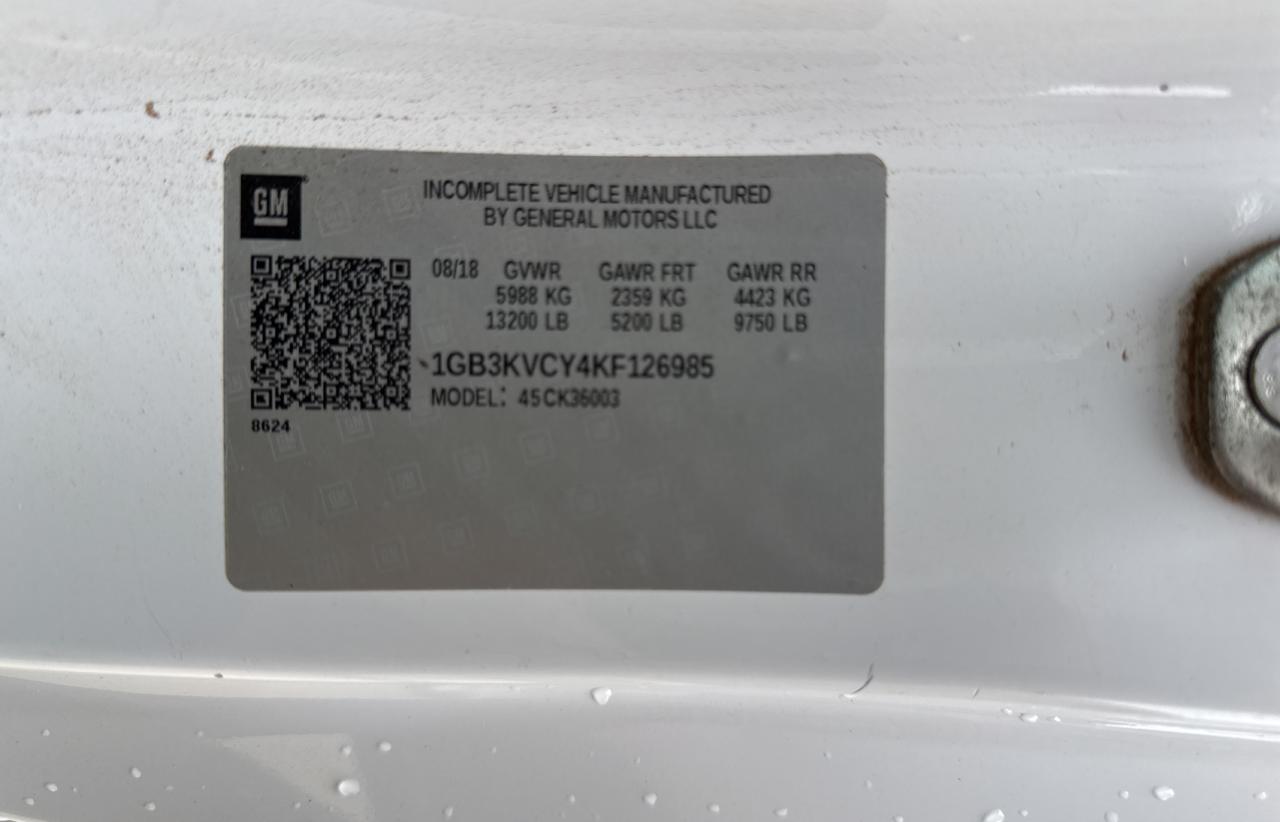 GM
INCOMPLETE VEHICLE MANUFACTURED
BY GENERAL MOTORS LLC
08/18 GVWR GAWR FRT GAWR RR
5988 KG 2359 KG 4423 KG
13200 LB 5200 LB 9750 LB
1GB3KVCY4KF126985
MODEL: 45CK36003
8624